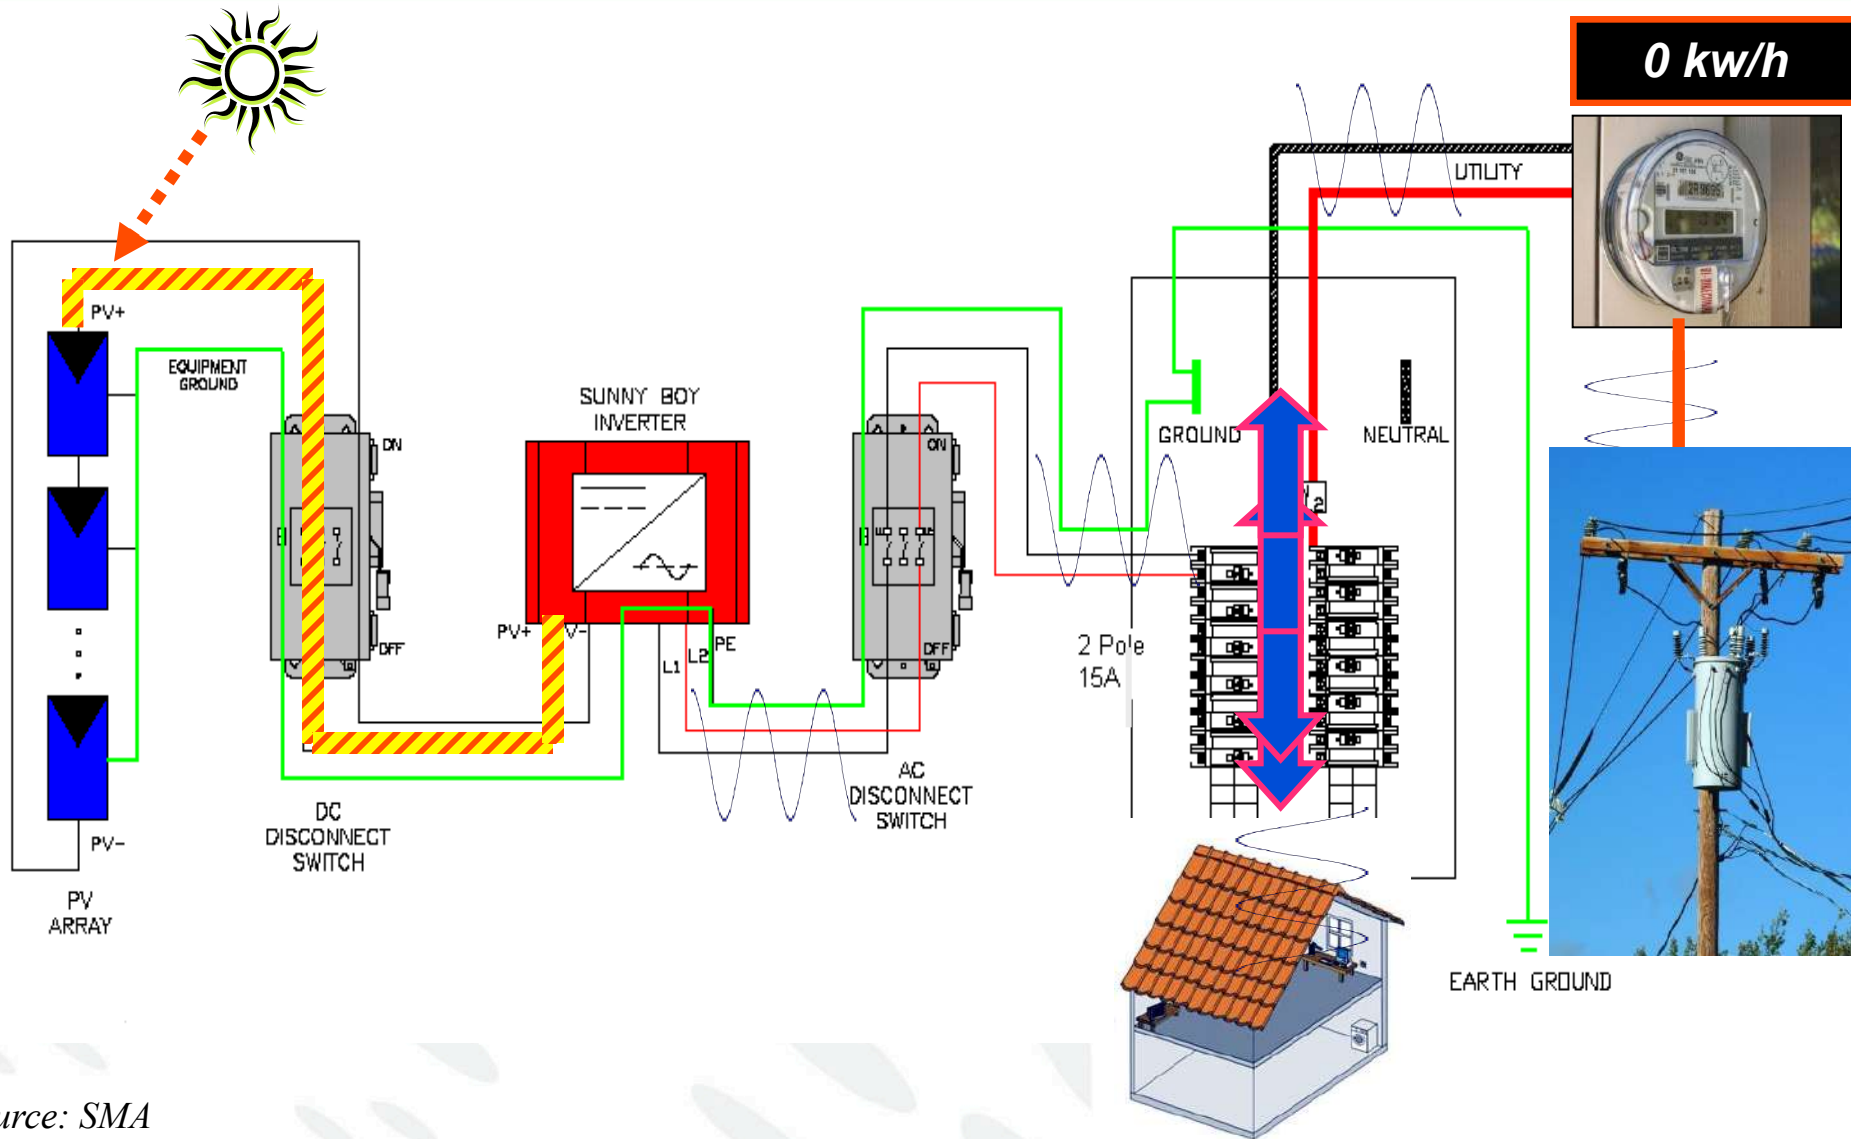 0 kw/h
UTILITY
PV+
EQUIPMENT
GROUND
SUNNY BOY
INVERTER
ON
ON
GROUND
NEUTRAL
2
OFF
PV+
V-
L1
L2
PE
OFF
2 Pole
15A
DC
DISCONNECT
SWITCH
AC
DISCONNECT
SWITCH
PV-
PV
ARRAY
EARTH GROUND
urce: SMA